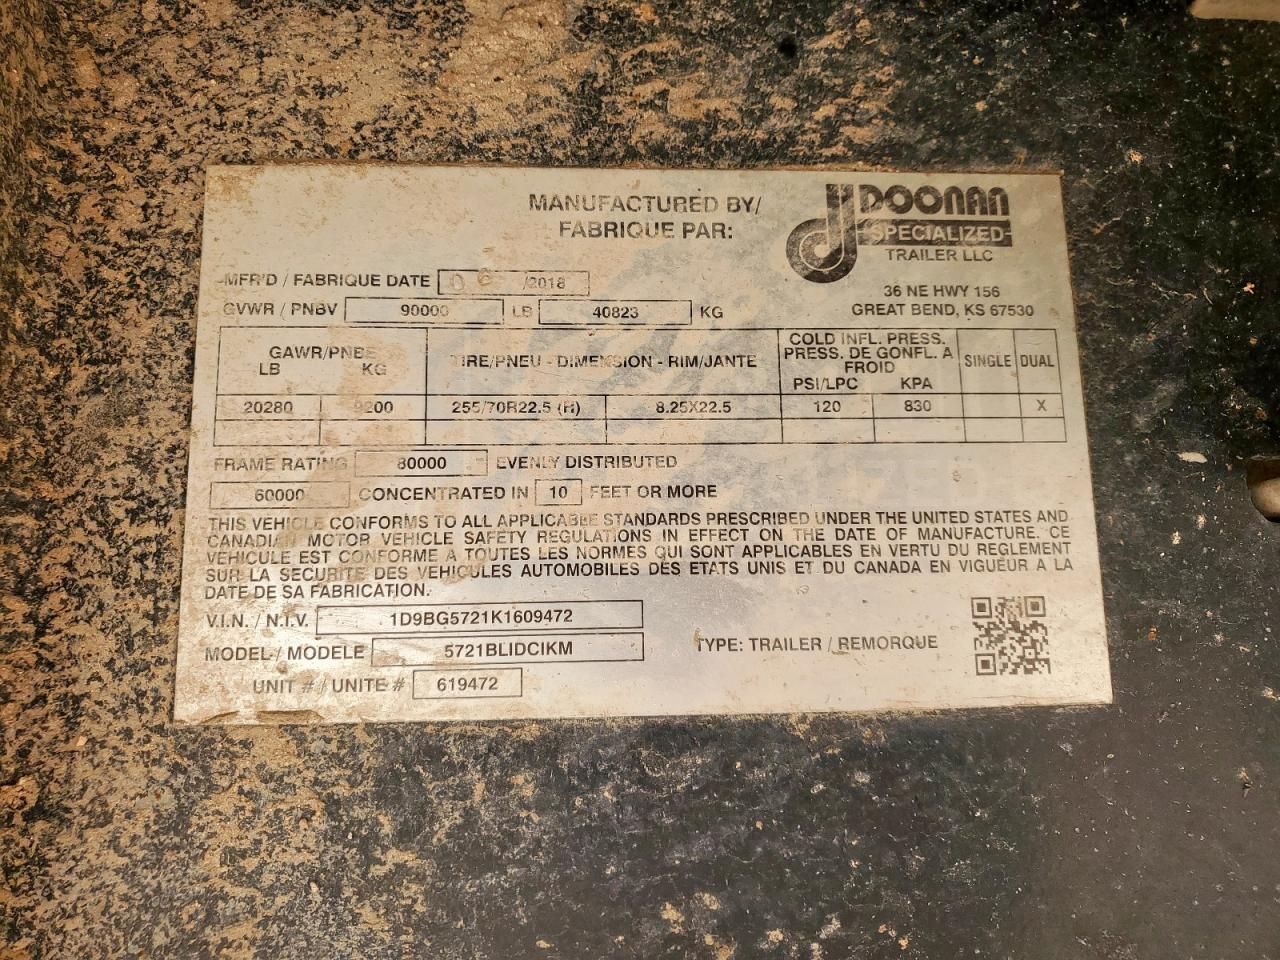 MANUFACTURED BY/
FABRIQUE PAR:
DOONAN
SPECIALIZED
TRAILER LLC
36 NE HWY 156
GREAT BEND, KS 67530
MFR'D / FABRIQUE DATE 06 /2018
GVWR / PNBV 90000 LB 40823 KG
GAWR/PNBE
LB KG
TIRE/PNEU - DIMENSION - RIM/JANTE
COLD INFL. PRESS.
PRESS. DE GONFL. A
FROID
PSI/LPC KPA
SINGLE DUAL
20280 9200 255/70R22.5 (H) 8.25X22.5 120 830 X
FRAME RATING 80000 EVENLY DISTRIBUTED
60000 CONCENTRATED IN 10 FEET OR MORE
THIS VEHICLE CONFORMS TO ALL APPLICABLE STANDARDS PRESCRIBED UNDER THE UNITED STATES AND
CANADIAN MOTOR VEHICLE SAFETY REGULATIONS IN EFFECT ON THE DATE OF MANUFACTURE. CE
VEHICULE EST CONFORME A TOUTES LES NORMES QUI SONT APPLICABLES EN VERTU DU REGLEMENT
SUR LA SECURITE DES VEHICULES AUTOMOBILES DES ETATS UNIS ET DU CANADA EN VIGUEUR A LA
DATE DE SA FABRICATION.
V.I.N. / N.I.V. 1D9BG5721K1609472
MODEL / MODELE 5721BLIDCIKM
TYPE: TRAILER / REMORQUE
UNIT # / UNITE # 619472